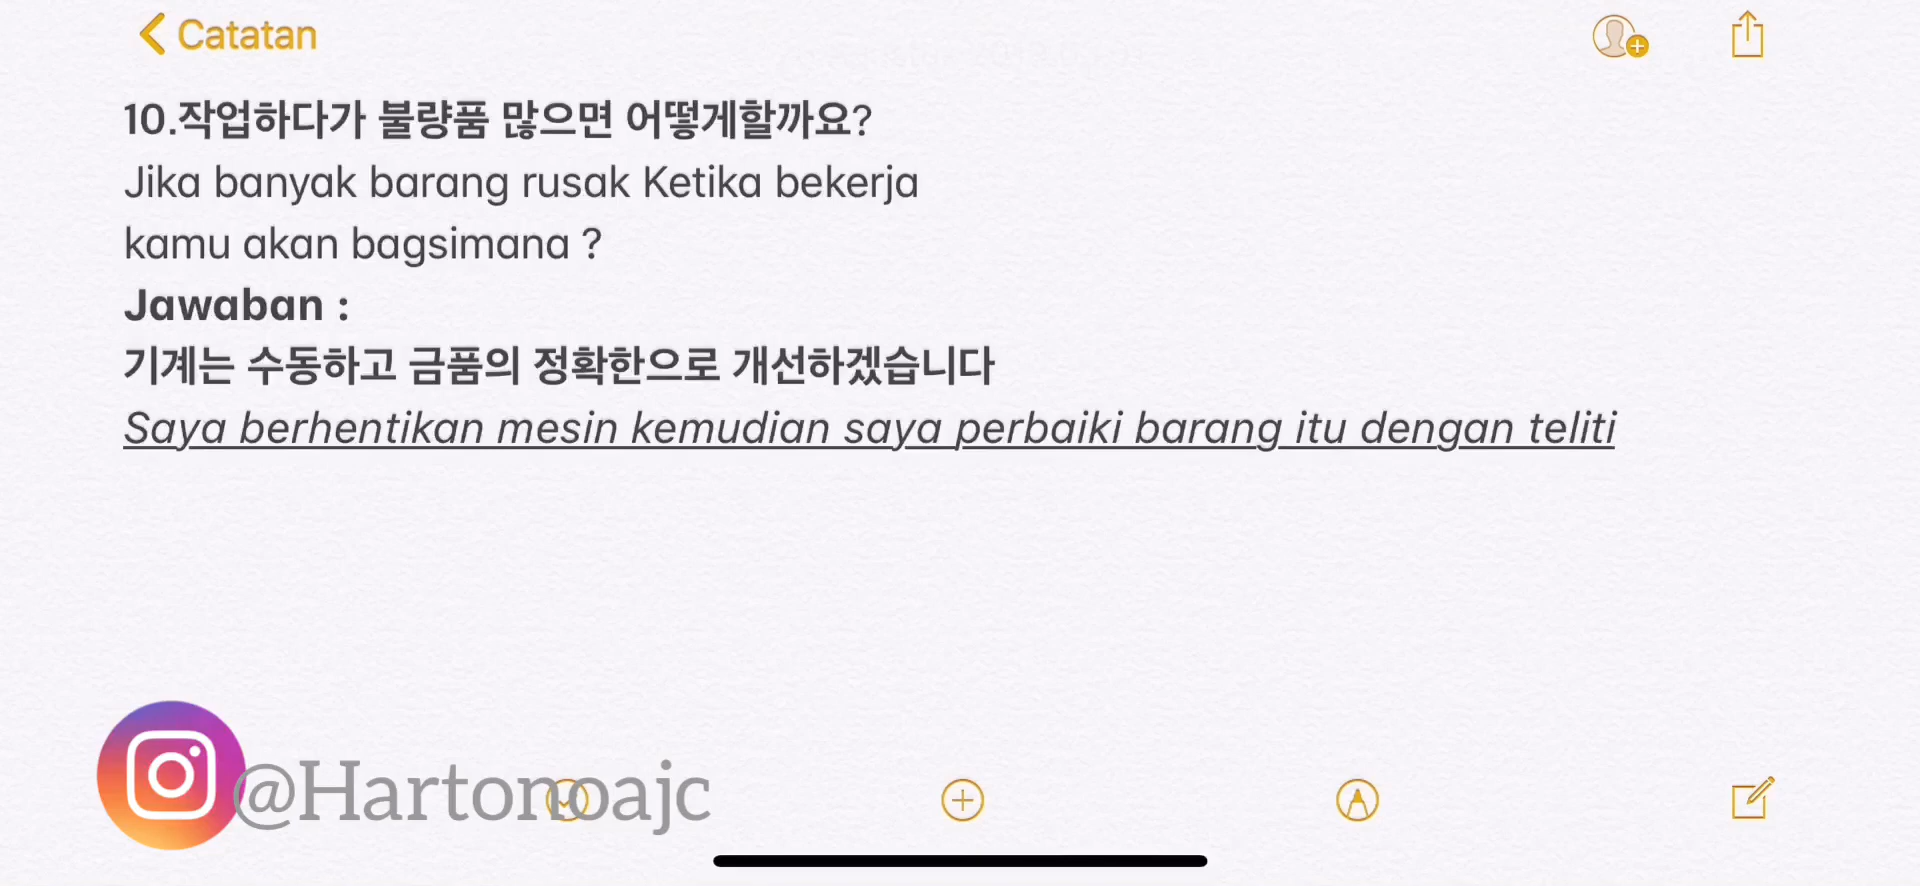 Catatan
10.작업하다가 불량품 많으면 어떻게할까요?
Jika banyak barang rusak Ketika bekerja
kamu akan bagsimana ?
Jawaban :
기계는 수동하고 금품의 정확한으로 개선하겠습니다
Saya berhentikan mesin kemudian saya perbaiki barang itu dengan teliti
@Hartonoajc